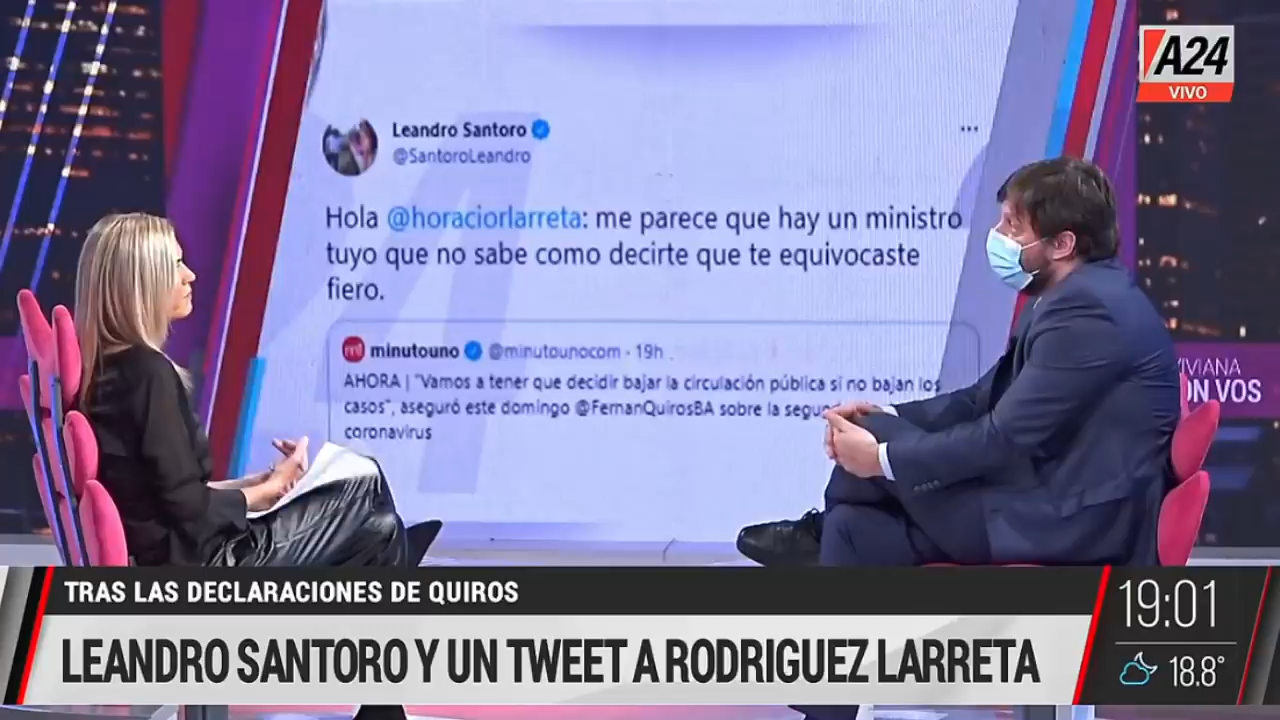 A24
VIVO
Leandro Santoro
@SantoroLeandro
Hola @horaciorlarreta: me parece que hay un ministro
tuyo que no sabe como decirte que te equivocaste
fiero.
minutouno @minutounocom · 19h
AHORA | "Vamos a tener que decidir bajar la circulación pública si no bajan los
casos", aseguró este domingo @FernanQuirosBA sobre la
coronavirus
VIVIANA
ON VOS
TRAS LAS DECLARACIONES DE QUIROS
LEANDRO SANTORO Y UN TWEET A RODRIGUEZ LARRETA
19:01
18.8°